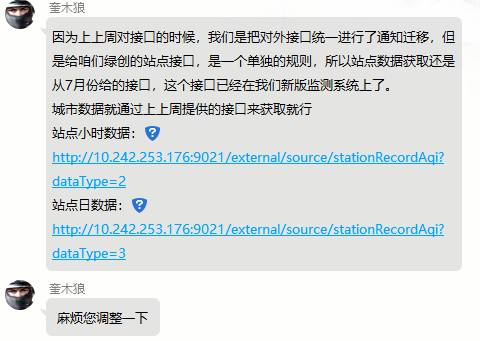 奎木狼
因为上上周对接口的时候，我们是把对外接口统一进行了通知迁移，但
是给咱们绿创的站点接口，是一个单独的规则，所以站点数据获取还是
从7月份给的接口，这个接口已经在我们新版监测系统上了。
城市数据就通过上上周提供的接口来获取就行
站点小时数据：
http://10.242.253.176:9021/external/source/stationRecordAqi?
dataType=2
站点日数据：
http://10.242.253.176:9021/external/source/stationRecordAqi?
dataType=3
奎木狼
麻烦您调整一下